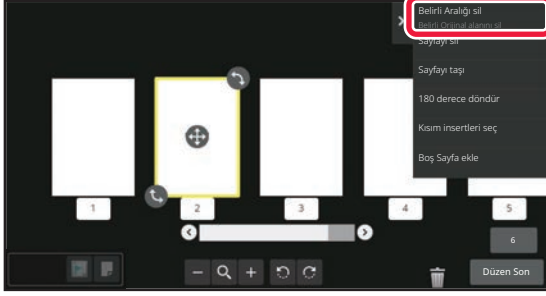 Belirli Aralığı sil
Belirli Orijinal alanını sil
Sayfayı sil
Sayfayı taşı
180 derece döndür
Kısım insertleri seç
Boş Sayfa ekle
1
2
3
4
5
6
Düzen Son